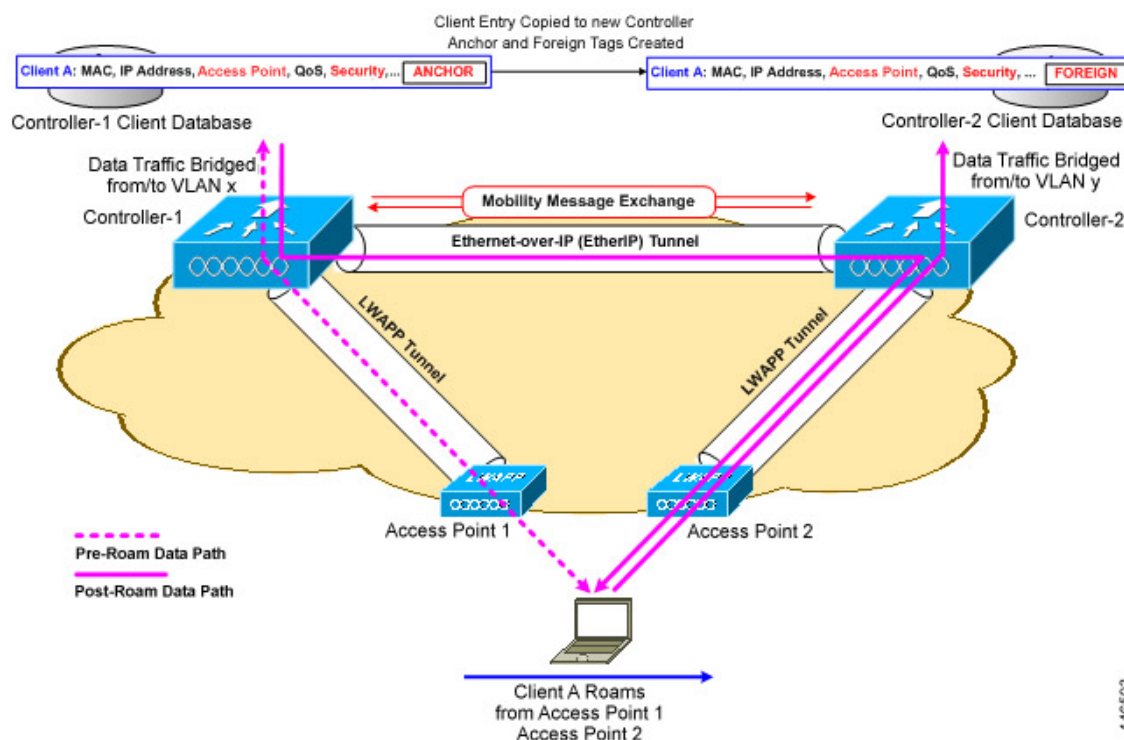 Client Entry Copied to new Controller
Anchor and Foreign Tags Created
Client A: MAC, IP Address, Access Point, QoS, Security,... ANCHOR
Client A: MAC, IP Address, Access Point, QoS, Security, ... FOREIGN
Controller-1 Client Database
Controller-2 Client Database
Data Traffic Bridged
from/to VLAN x
Data Traffic Bridged
from/to VLAN y
Controller-1
Mobility Message Exchange
Controller-2
Ethernet-over-IP (EtherIP) Tunnel
LWAPP Tunnel
LWAPP Tunnel
LWAPP
LWAPP
Access Point 1
Access Point 2
Pre-Roam Data Path
Post-Roam Data Path
Client A Roams
from Access Point 1
Access Point 2